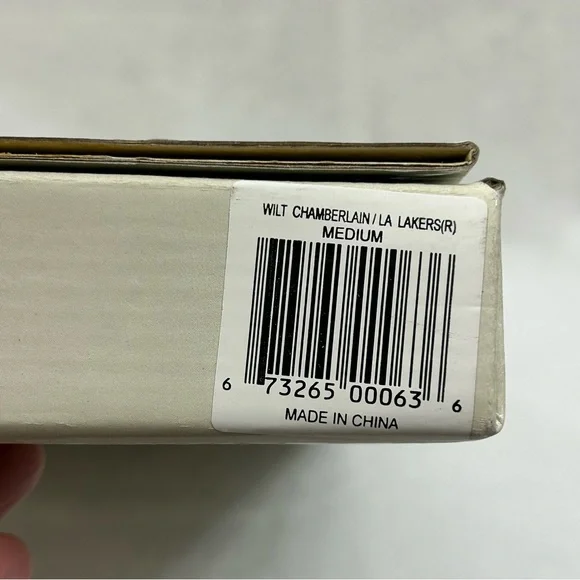 WILT CHAMBERLAIN/LA LAKERS(R)
MEDIUM
6 73265 00063 6
MADE IN CHINA